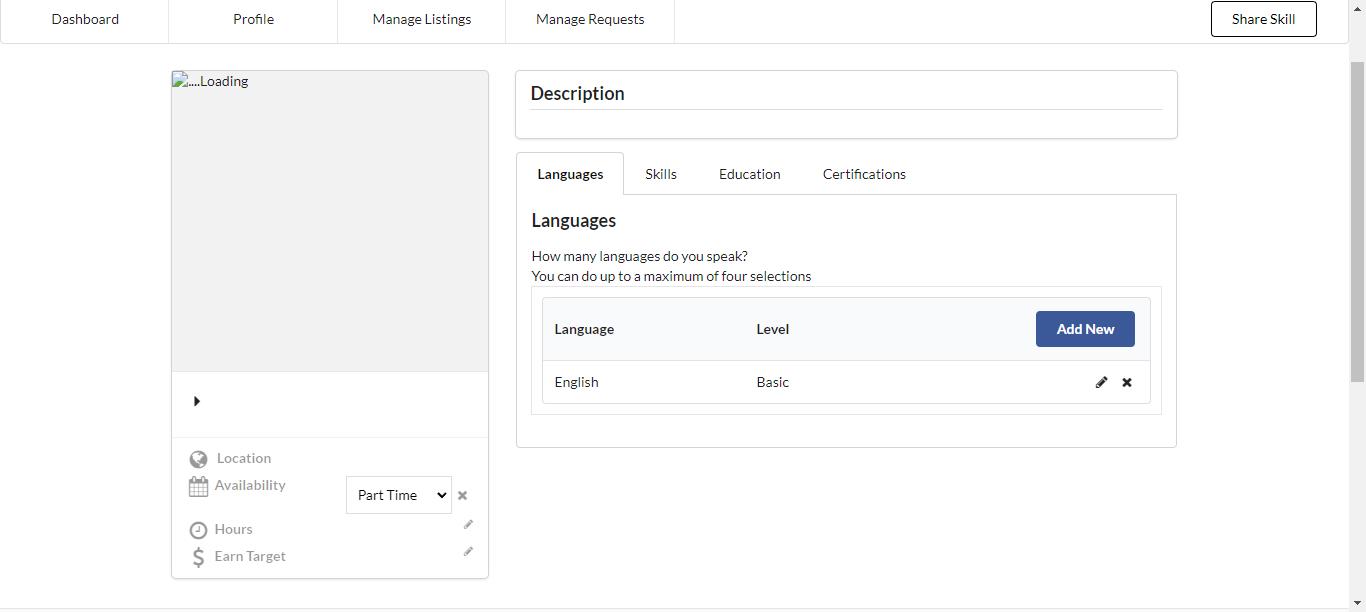 Dashboard
Profile
Manage Listings
Manage Requests
Share Skill
....Loading
Location
Availability
Part Time
Hours
Earn Target
Description
Languages
Skills
Education
Certifications
Languages
How many languages do you speak?
You can do up to a maximum of four selections
Language
Level
Add New
English
Basic